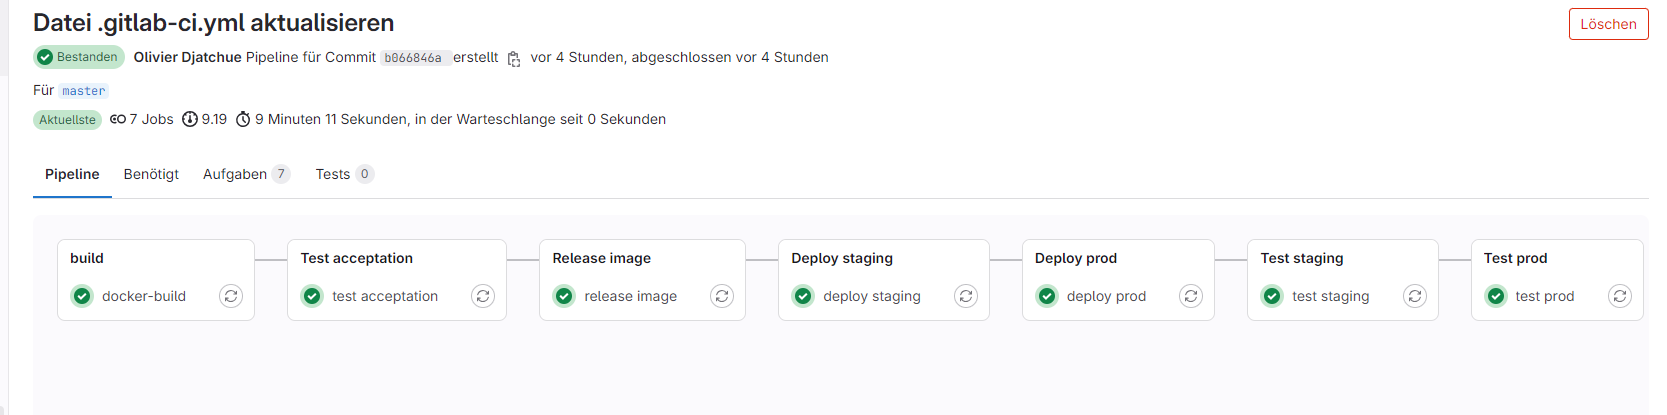 Datei .gitlab-ci.yml aktualisieren
Löschen
Bestanden Olivier Djatchue Pipeline für Commit b066846a erstellt vor 4 Stunden, abgeschlossen vor 4 Stunden
Für master
Aktuellste 7 Jobs 9.19 9 Minuten 11 Sekunden, in der Warteschlange seit 0 Sekunden
Pipeline Benötigt Aufgaben 7 Tests 0
build Test acceptation Release image Deploy staging Deploy prod Test staging Test prod
docker-build test acceptation release image deploy staging deploy prod test staging test prod